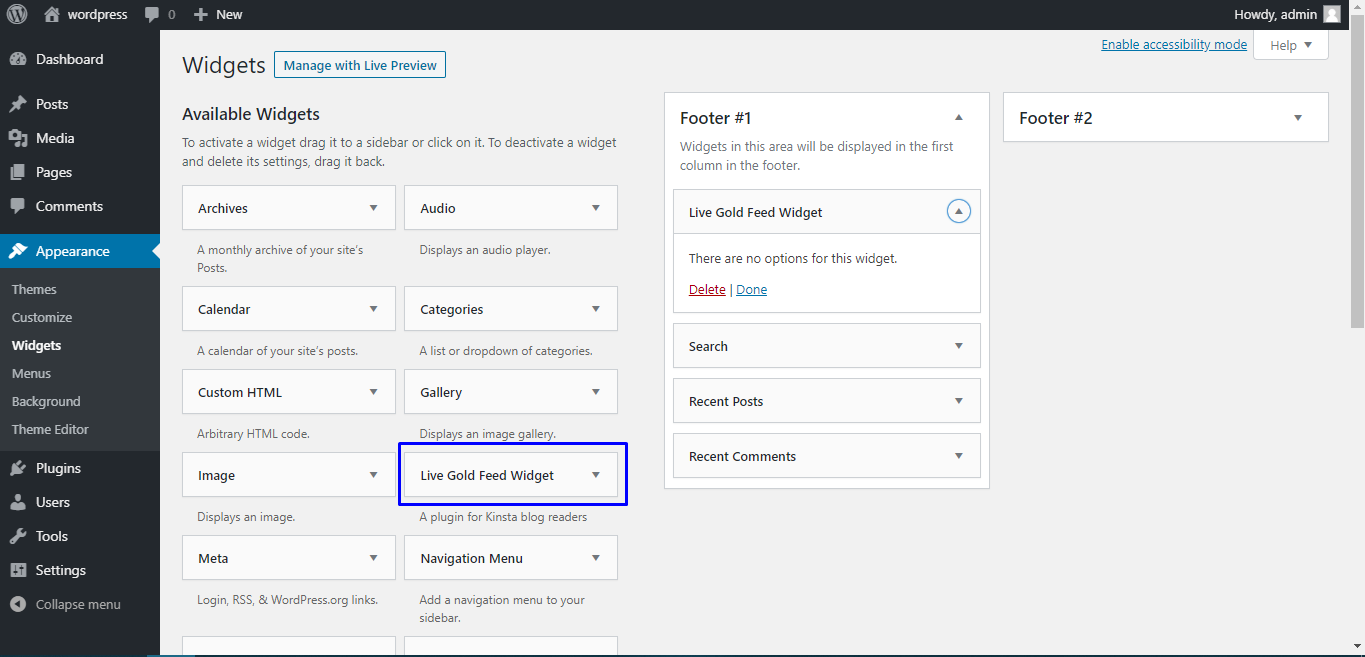 wordpress
0
New
Howdy, admin
Dashboard
Posts
Media
Pages
Comments
Appearance
Themes
Customize
Widgets
Menus
Background
Theme Editor
Plugins
Users
Tools
Settings
Collapse menu
Enable accessibility mode
Help
Widgets
Manage with Live Preview
Available Widgets
To activate a widget drag it to a sidebar or click on it. To deactivate a widget
and delete its settings, drag it back.
Archives
A monthly archive of your site’s
Posts.
Audio
Displays an audio player.
Calendar
A calendar of your site’s posts.
Categories
A list or dropdown of categories.
Custom HTML
Arbitrary HTML code.
Gallery
Displays an image gallery.
Image
Displays an image.
Live Gold Feed Widget
A plugin for Kinsta blog readers
Meta
Login, RSS, & WordPress.org links.
Navigation Menu
Add a navigation menu to your
sidebar.
Footer #1
Widgets in this area will be displayed in the first
column in the footer.
Live Gold Feed Widget
There are no options for this widget.
Delete | Done
Search
Recent Posts
Recent Comments
Footer #2